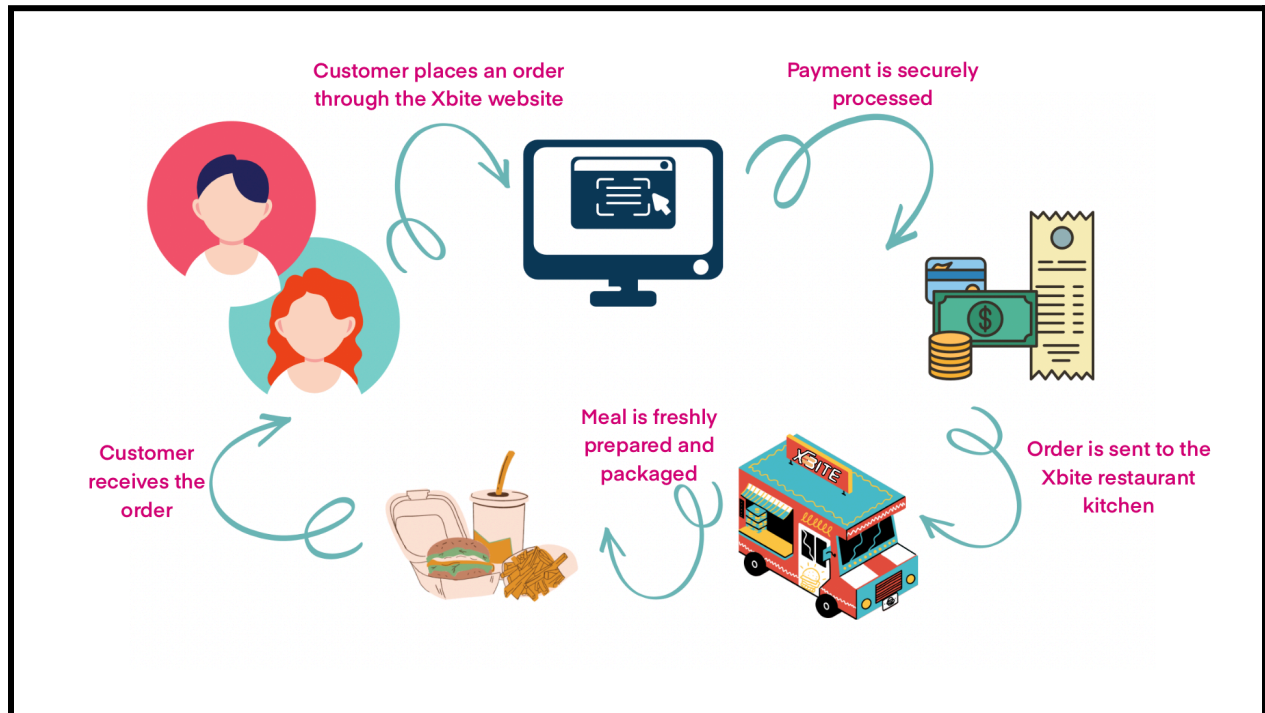 Customer places an order
through the Xbite website
Payment is securely
processed
$
Order is sent to the
Xbite restaurant
kitchen
XBITE
Meal is freshly
prepared and
packaged
Customer
receives the
order